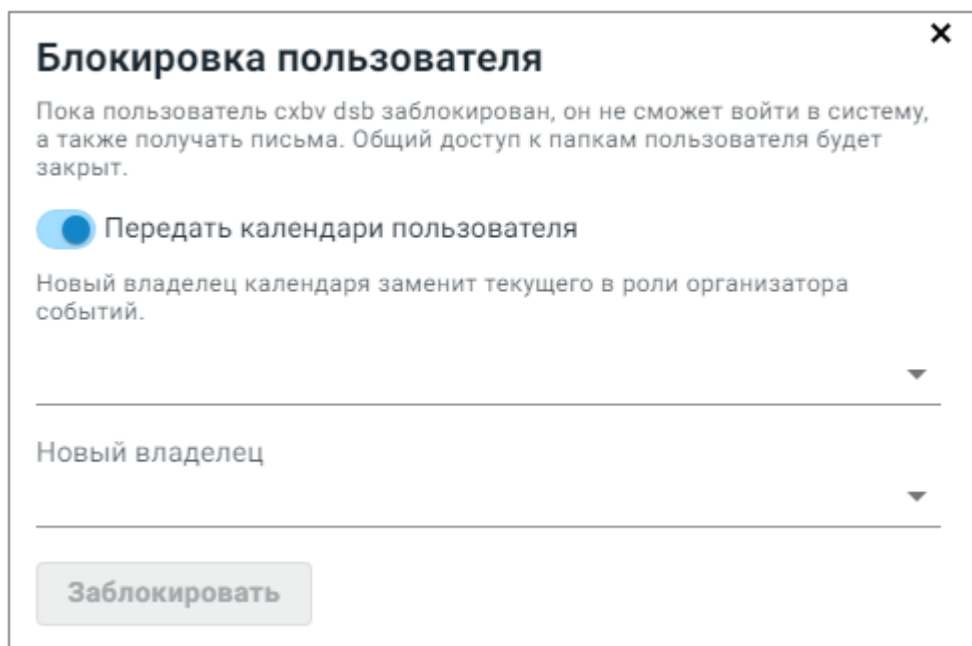 Блокировка пользователя
Пока пользователь cxbv dsb заблокирован, он не сможет войти в систему,
а также получать письма. Общий доступ к папкам пользователя будет
закрыт.
Передать календари пользователя
Новый владелец календаря заменит текущего в роли организатора
событий.
Новый владелец
Заблокировать